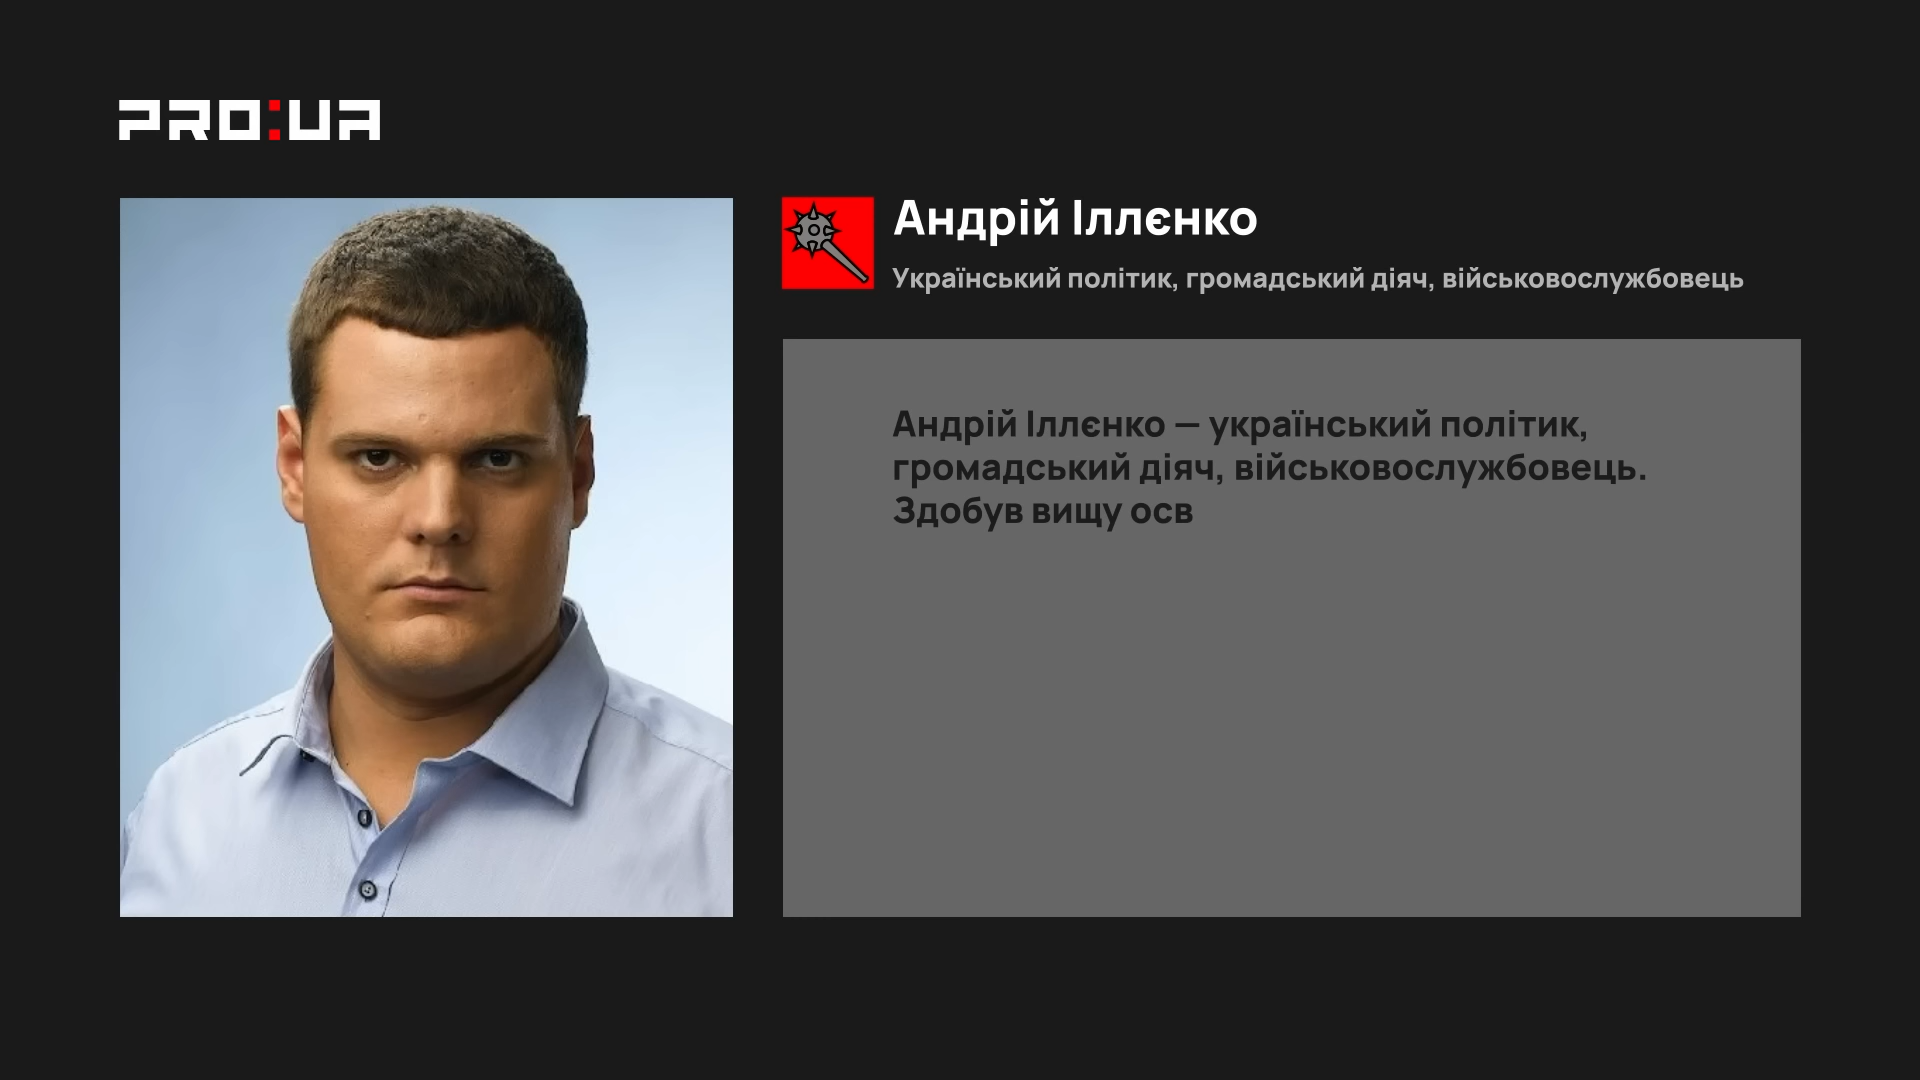 PRO:UA
Андрій Іллєнко
Український політик, громадський діяч, військовослужбовець
Андрій Іллєнко — український політик,
громадський діяч, військовослужбовець.
Здобув вищу осв